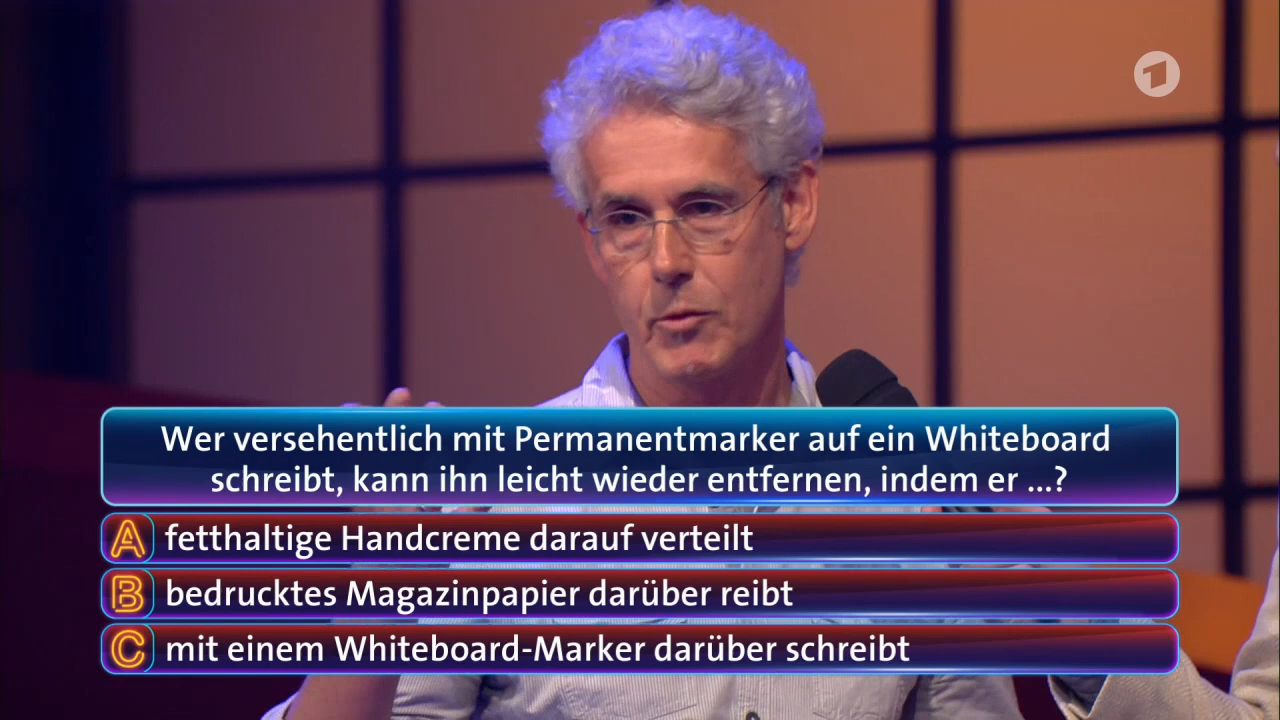 Wer versehentlich mit Permanentmarker auf ein Whiteboard
schreibt, kann ihn leicht wieder entfernen, indem er ...?
A fetthaltige Handcreme darauf verteilt
B bedrucktes Magazinpapier darüber reibt
C mit einem Whiteboard-Marker darüber schreibt